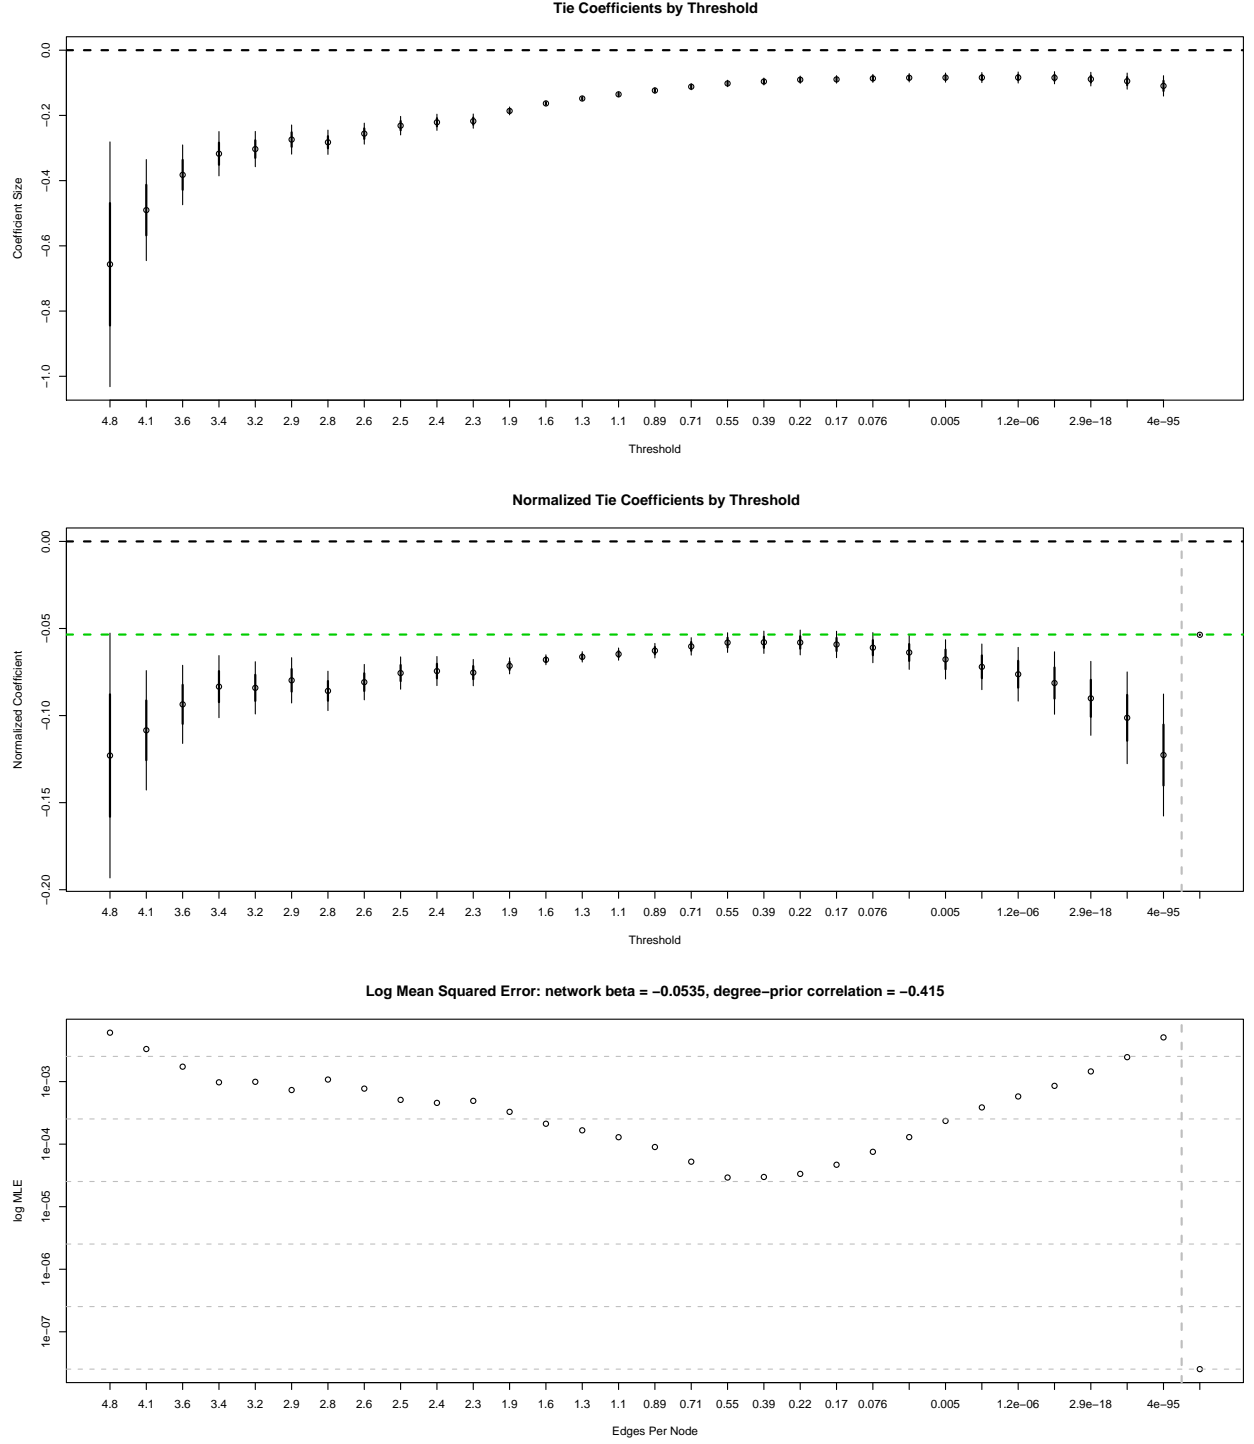 Tie Coefficients by Threshold
Coefficient Size
0.0
−0.2
−0.4
−0.6
−0.8
−1.0
4.8 4.1 3.6 3.4 3.2 2.9 2.8 2.6 2.5 2.4 2.3 1.9 1.6 1.3 1.1 0.89 0.71 0.55 0.39 0.22 0.17 0.076 0.005 1.2e−06 2.9e−18 4e−95
Threshold
Normalized Tie Coefficients by Threshold
Normalized Coefficient
0.00
−0.05
−0.10
−0.15
−0.20
4.8 4.1 3.6 3.4 3.2 2.9 2.8 2.6 2.5 2.4 2.3 1.9 1.6 1.3 1.1 0.89 0.71 0.55 0.39 0.22 0.17 0.076 0.005 1.2e−06 2.9e−18 4e−95
Threshold
Log Mean Squared Error: network beta = −0.0535, degree−prior correlation = −0.415
log MLE
1e−03
1e−04
1e−05
1e−06
1e−07
4.8 4.1 3.6 3.4 3.2 2.9 2.8 2.6 2.5 2.4 2.3 1.9 1.6 1.3 1.1 0.89 0.71 0.55 0.39 0.22 0.17 0.076 0.005 1.2e−06 2.9e−18 4e−95
Edges Per Node